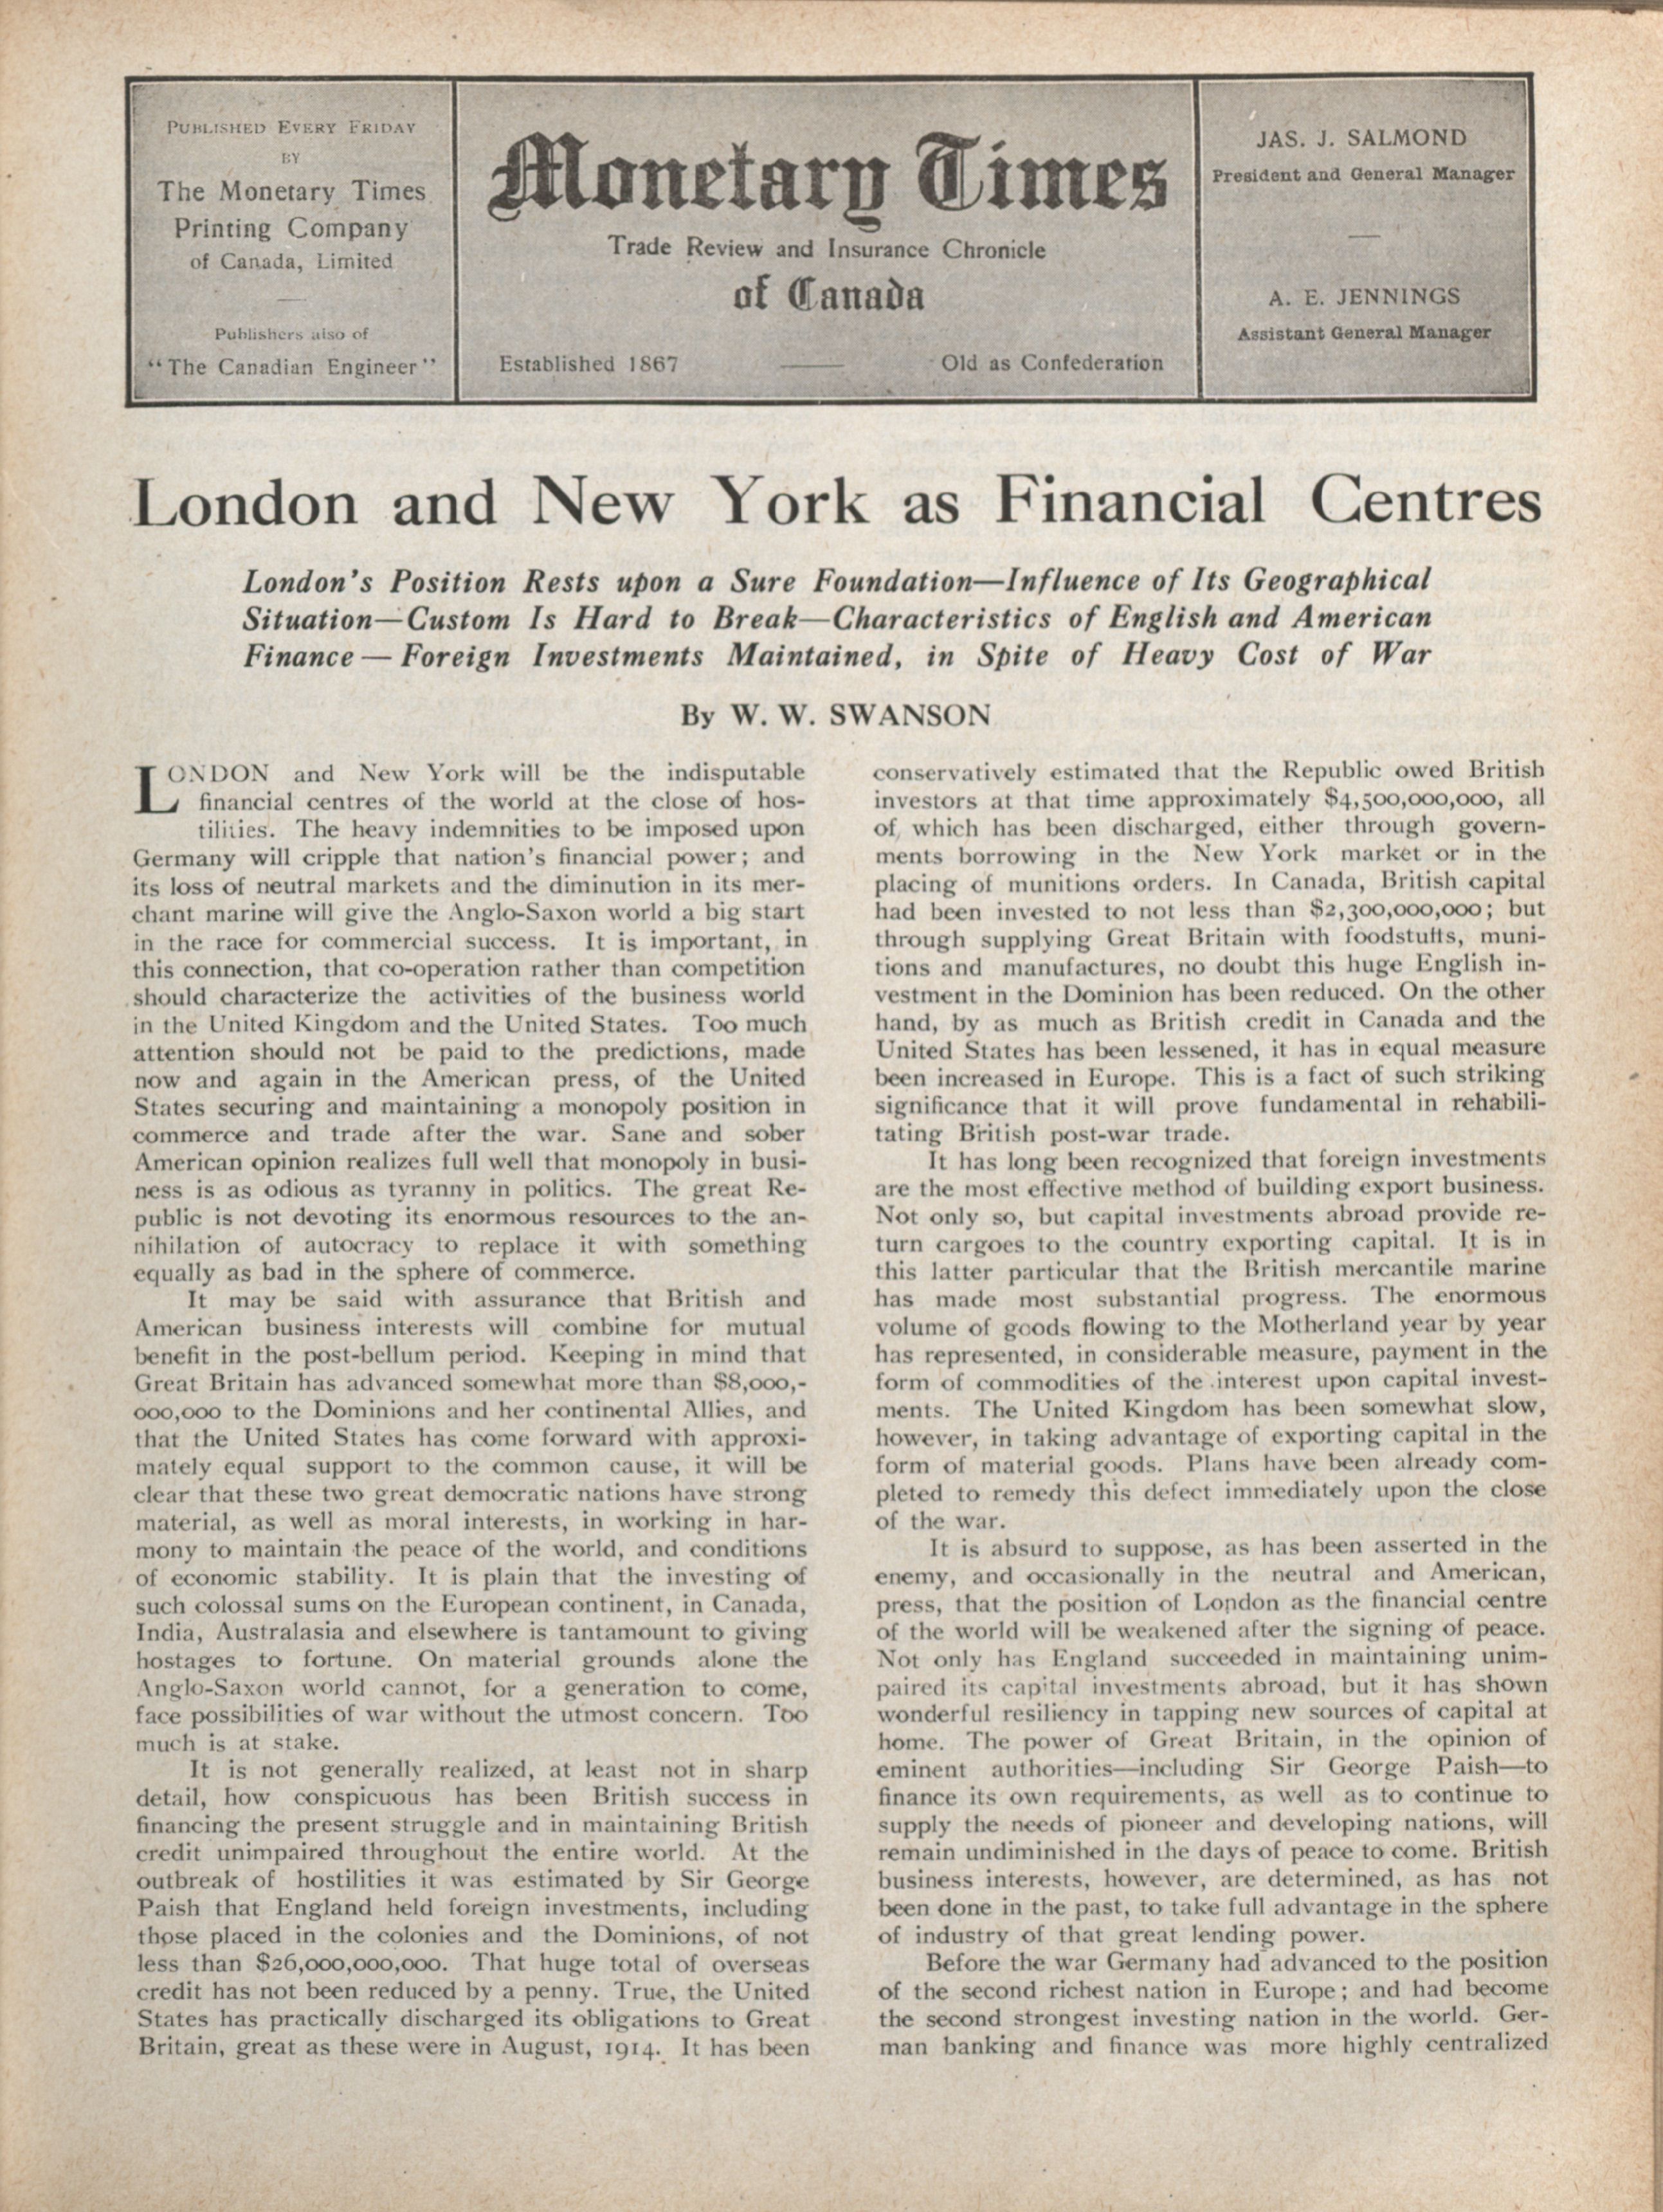 PUBLISHED EVERY FRIDAY
BY
The Monetary Times
Printing Company
of Canada, Limited
Publishers also of
"The Canadian Engineer"
Monetary Times
Trade Review and Insurance Chronicle
of Canada
Established 1867
Old as Confederation
JAS. J. SALMOND
President and General Manager
A. E. JENNINGS
Assistant General Manager
London and New York as Financial Centres
London's Position Rests upon a Sure Foundation—Influence of Its Geographical
Situation—Custom Is Hard to Break—Characteristics of English and American
Finance — Foreign Investments Maintained, in Spite of Heavy Cost of War
By W. W. SWANSON
LONDON and New York will be the indisputable
financial centres of the world at the close of hos-
tilities. The heavy indemnities to be imposed upon
Germany will cripple that nation's financial power; and
its loss of neutral markets and the diminution in its mer-
chant marine will give the Anglo-Saxon world a big start
in the race for commercial success. It is important, in
this connection, that co-operation rather than competition
should characterize the activities of the business world
in the United Kingdom and the United States. Too much
attention should not be paid to the predictions, made
now and again in the American press, of the United
States securing and maintaining a monopoly position in
commerce and trade after the war. Sane and sober
American opinion realizes full well that monopoly in busi-
ness is as odious as tyranny in politics. The great Re-
public is not devoting its enormous resources to the an-
nihilation of autocracy to replace it with something
equally as bad in the sphere of commerce.
It may be said with assurance that British and
American business interests will combine for mutual
benefit in the post-bellum period. Keeping in mind that
Great Britain has advanced somewhat more than $8,000,-
000,000 to the Dominions and her continental Allies, and
that the United States has come forward with approxi-
mately equal support to the common cause, it will be
clear that these two great democratic nations have strong
material, as well as moral interests, in working in har-
mony to maintain the peace of the world, and conditions
of economic stability. It is plain that the investing of
such colossal sums on the European continent, in Canada,
India, Australasia and elsewhere is tantamount to giving
hostages to fortune. On material grounds alone the
Anglo-Saxon world cannot, for a generation to come,
face possibilities of war without the utmost concern. Too
much is at stake.
It is not generally realized, at least not in sharp
detail, how conspicuous has been British success in
financing the present struggle and in maintaining British
credit unimpaired throughout the entire world. At the
outbreak of hostilities it was estimated by Sir George
Paish that England held foreign investments, including
those placed in the colonies and the Dominions, of not
less than $26,000,000,000. That huge total of overseas
credit has not been reduced by a penny. True, the United
States has practically discharged its obligations to Great
Britain, great as these were in August, 1914. It has been
conservatively estimated that the Republic owed British
investors at that time approximately $4,500,000,000, all
of which has been discharged, either through govern-
ments borrowing in the New York market or in the
placing of munitions orders. In Canada, British capital
had been invested to not less than $2,300,000,000; but
through supplying Great Britain with foodstuffs, muni-
tions and manufactures, no doubt this huge English in-
vestment in the Dominion has been reduced. On the other
hand, by as much as British credit in Canada and the
United States has been lessened, it has in equal measure
been increased in Europe. This is a fact of such striking
significance that it will prove fundamental in rehabili-
tating British post-war trade.
It has long been recognized that foreign investments
are the most effective method of building export business.
Not only so, but capital investments abroad provide re-
turn cargoes to the country exporting capital. It is in
this latter particular that the British mercantile marine
has made most substantial progress. The enormous
volume of goods flowing to the Motherland year by year
has represented, in considerable measure, payment in the
form of commodities of the interest upon capital invest-
ments. The United Kingdom has been somewhat slow,
however, in taking advantage of exporting capital in the
form of material goods. Plans have been already com-
pleted to remedy this defect immediately upon the close
of the war.
It is absurd to suppose, as has been asserted in the
enemy, and occasionally in the neutral and American,
press, that the position of London as the financial centre
of the world will be weakened after the signing of peace.
Not only has England succeeded in maintaining unim-
paired its capital investments abroad, but it has shown
wonderful resiliency in tapping new sources of capital at
home. The power of Great Britain, in the opinion of
eminent authorities—including Sir George Paish—to
finance its own requirements, as well as to continue to
supply the needs of pioneer and developing nations, will
remain undiminished in the days of peace to come. British
business interests, however, are determined, as has not
been done in the past, to take full advantage in the sphere
of industry of that great lending power.
Before the war Germany had advanced to the position
of the second richest nation in Europe; and had become
the second strongest investing nation in the world. Ger-
man banking and finance was more highly centralized